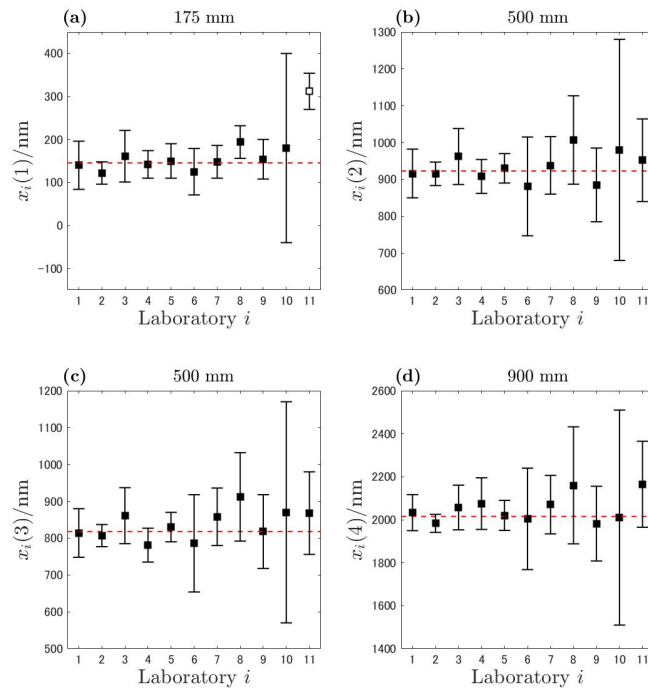 (a) 175 mm
450
400
300
200
100
0
-100
x_i(1)/nm
1 2 3 4 5 6 7 8 9 10 11
Laboratory i
(b) 500 mm
1300
1200
1100
1000
900
800
700
600
x_i(2)/nm
1 2 3 4 5 6 7 8 9 10 11
Laboratory i
(c) 500 mm
1200
1100
1000
900
800
700
600
500
x_i(3)/nm
1 2 3 4 5 6 7 8 9 10 11
Laboratory i
(d) 900 mm
2600
2400
2200
2000
1800
1600
1400
x_i(4)/nm
1 2 3 4 5 6 7 8 9 10 11
Laboratory i